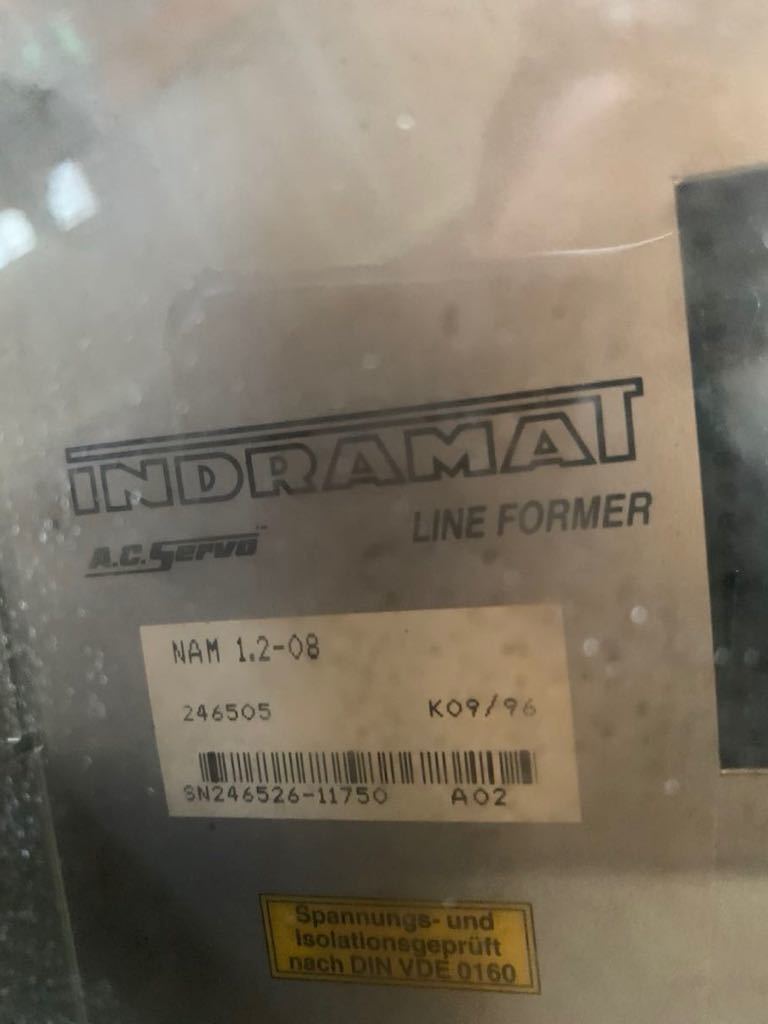 INDRAMAT
A.C. Servo™
LINE FORMER
NAM 1.2-08
246505 K09/96
SN246526-11750 A02
Spannungs- und
Isolationsgeprüft
nach DIN VDE 0160